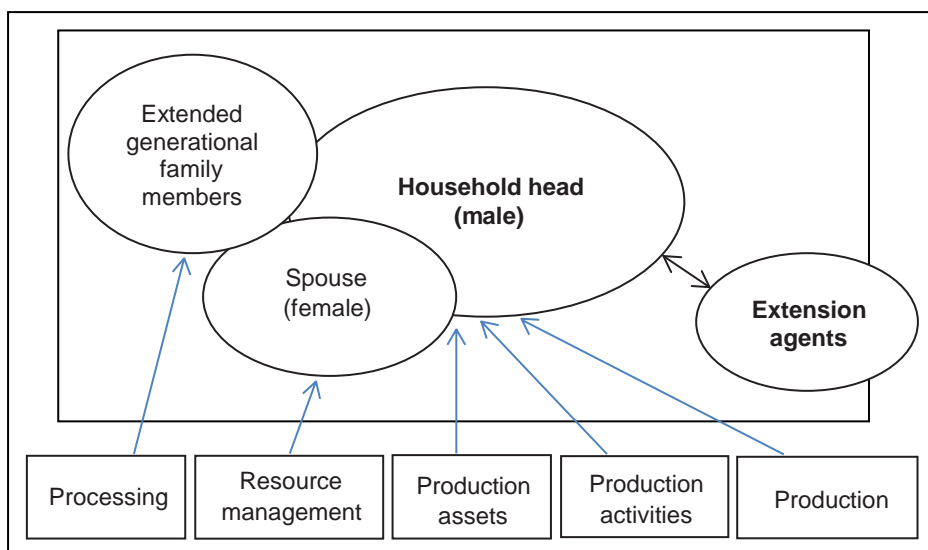 Extended
generational
family
members
Household head
(male)
Spouse
(female)
Extension
agents
Processing
Resource
management
Production
assets
Production
activities
Production